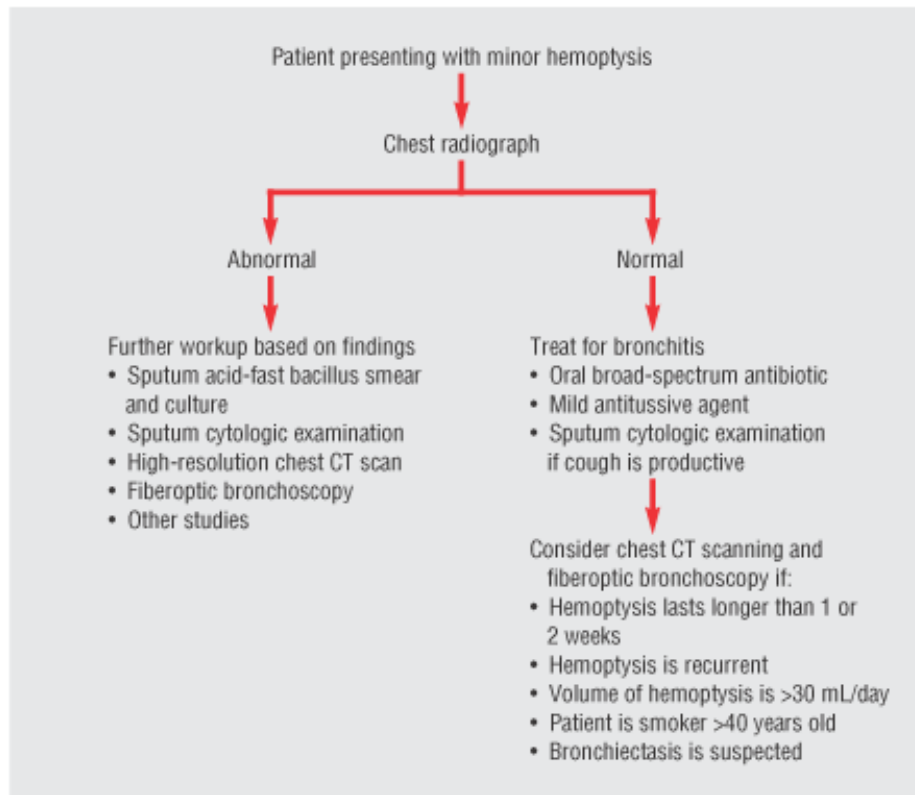 Patient presenting with minor hemoptysis
Chest radiograph
Abnormal
Further workup based on findings
• Sputum acid-fast bacillus smear
and culture
• Sputum cytologic examination
• High-resolution chest CT scan
• Fiberoptic bronchoscopy
• Other studies
Normal
Treat for bronchitis
• Oral broad-spectrum antibiotic
• Mild antitussive agent
• Sputum cytologic examination
if cough is productive
Consider chest CT scanning and
fiberoptic bronchoscopy if:
• Hemoptysis lasts longer than 1 or
2 weeks
• Hemoptysis is recurrent
• Volume of hemoptysis is >30 mL/day
• Patient is smoker >40 years old
• Bronchiectasis is suspected